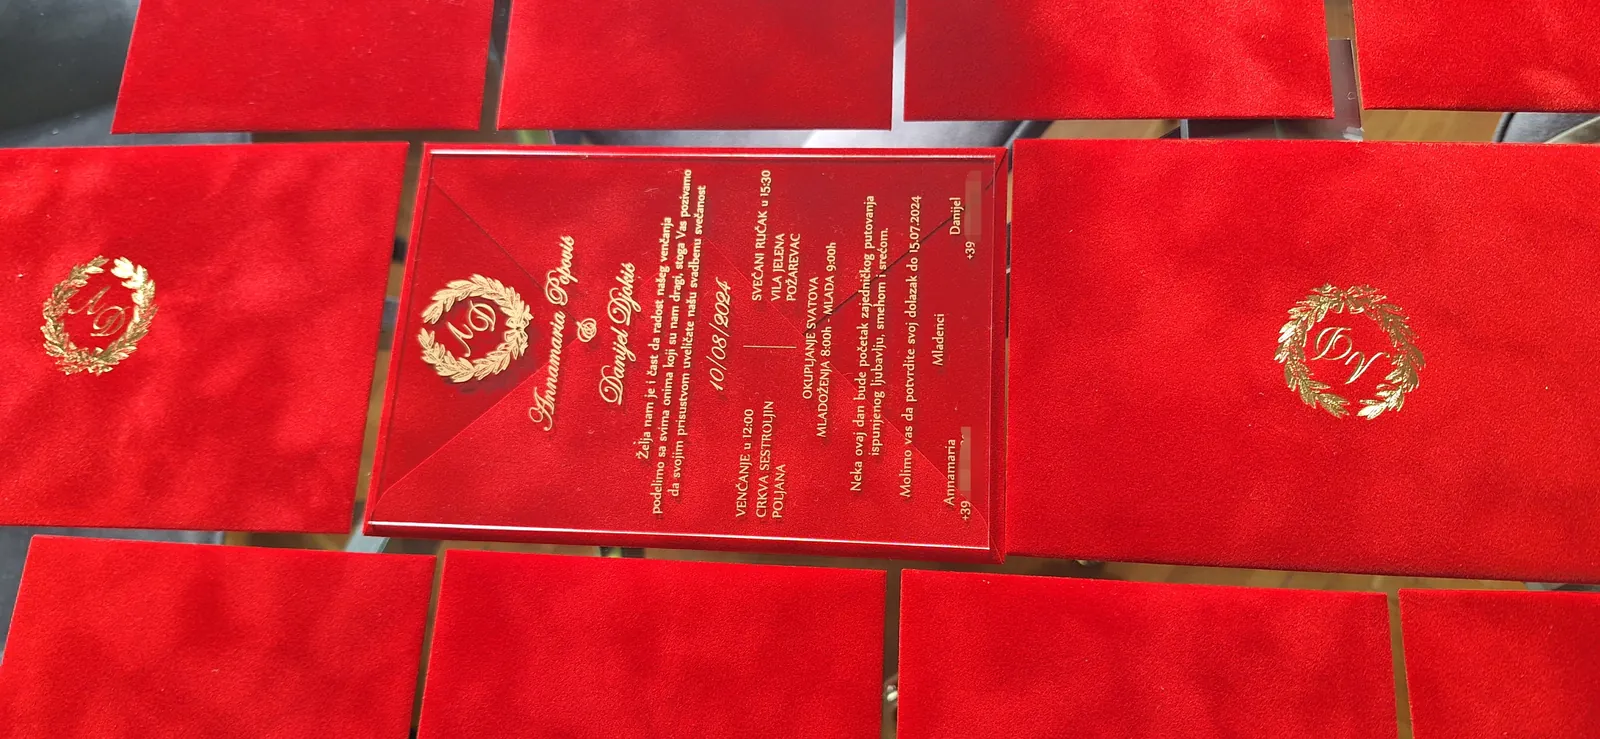 A
D
Annamaria Popović
&
Danijel Djokić
Želja nam je i čast da radost našeg venčanja
podelimo sa svima onima koji su nam dragi, stoga Vas pozivamo
da svojim prisustvom uveličate našu svadbenu svečanost
10/08/2024
VENČANJE u 12:00
CRKVA SESTROLJIN
POLJANA
SVEČANI RUČAK u 15:30
VILA JELENA
POŽAREVAC
OKUPLJANJE SVATOVA
MLADOŽENJA 8:00h - MLADA 9:00h
Neka ovaj dan bude početak zajedničkog putovanja
ispunjenog ljubavlju, smehom i srećom.
Molimo vas da potvrdite svoj dolazak do 15.07.2024
Mladenci
Annamaria
+39
Danijel
+39
A
D
A
D